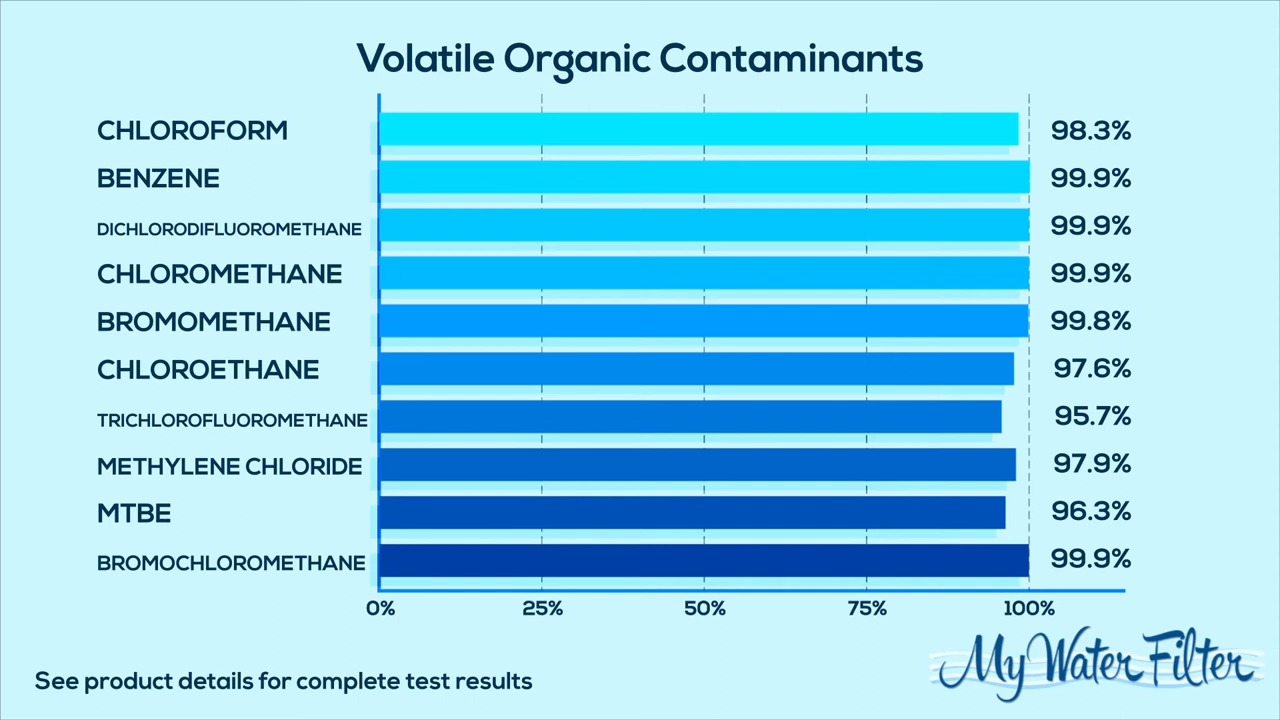 Volatile Organic Contaminants
CHLOROFORM 98.3%
BENZENE 99.9%
DICHLORODIFLUOROMETHANE 99.9%
CHLOROMETHANE 99.9%
BROMOMETHANE 99.8%
CHLOROETHANE 97.6%
TRICHLOROFLUOROMETHANE 95.7%
METHYLENE CHLORIDE 97.9%
MTBE 96.3%
BROMOCHLOROMETHANE 99.9%
0% 25% 50% 75% 100%
My Water Filter
See product details for complete test results